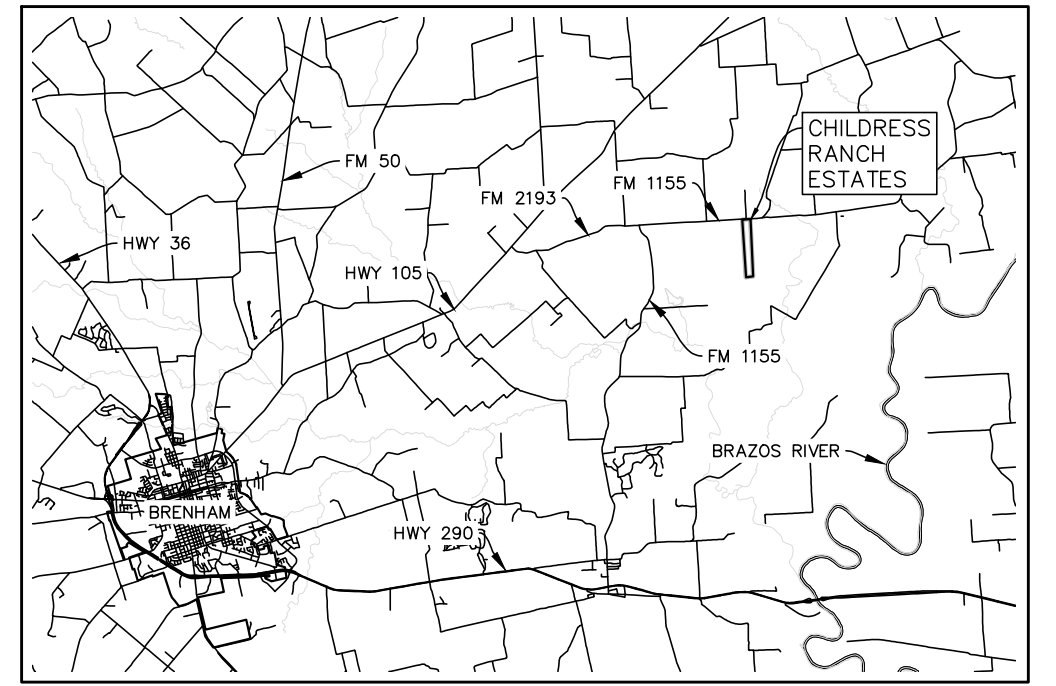 CHILDRESS
RANCH
ESTATES
FM 50
FM 1155
FM 2193
HWY 36
HWY 105
FM 1155
BRAZOS RIVER
BRENHAM
HWY 290